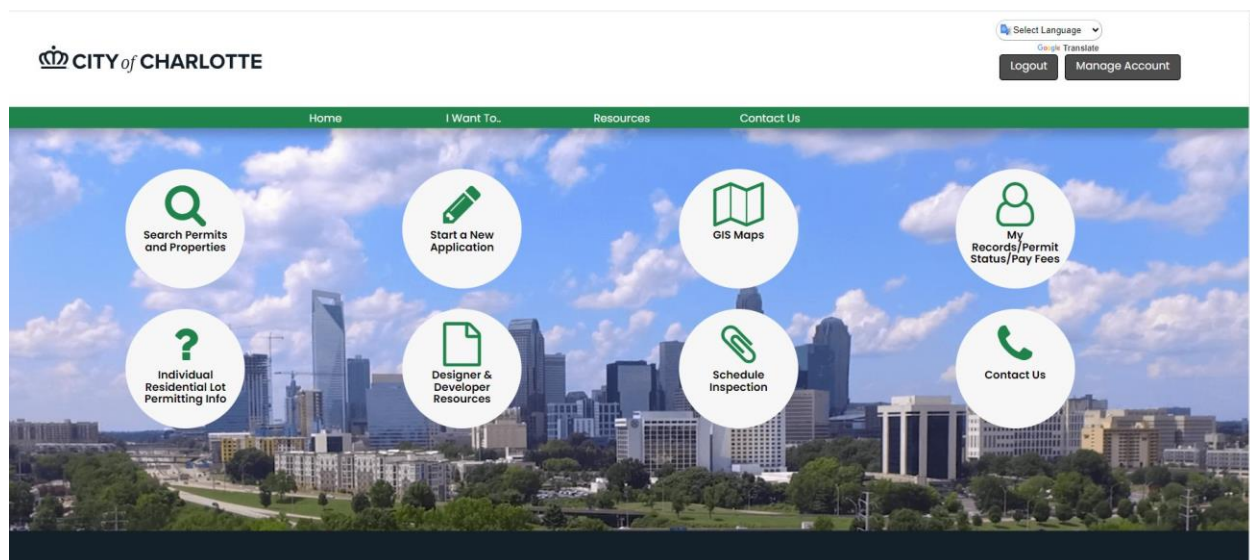 Select Language
Google Translate
CITY of CHARLOTTE
Logout Manage Account
Home I Want To.. Resources Contact Us
Search Permits
and Properties
Start a New
Application
GIS Maps
My
Records/Permit
Status/Pay Fees
?
Individual
Residential Lot
Permitting Info
Designer &
Developer
Resources
Schedule
Inspection
Contact Us